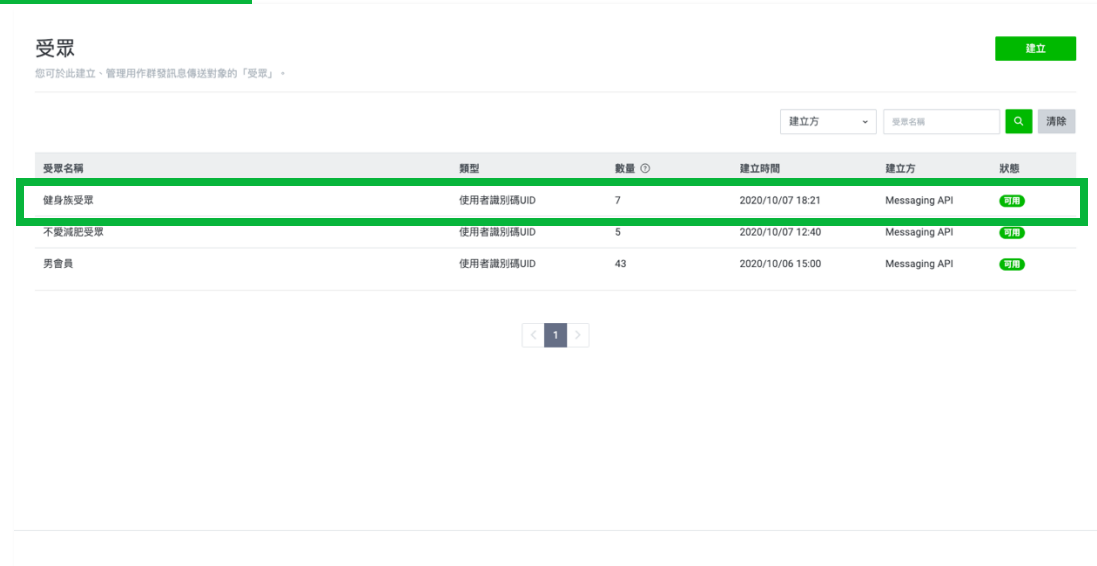 受眾
建立
您可於此建立、管理用作群發訊息傳送對象的「受眾」。
建立方 受眾名稱 清除
受眾名稱 類型 數量 建立時間 建立方 狀態
健身族受眾 使用者識別碼UID 7 2020/10/07 18:21 Messaging API 可用
不愛減肥受眾 使用者識別碼UID 5 2020/10/07 12:40 Messaging API 可用
男會員 使用者識別碼UID 43 2020/10/06 15:00 Messaging API 可用
1